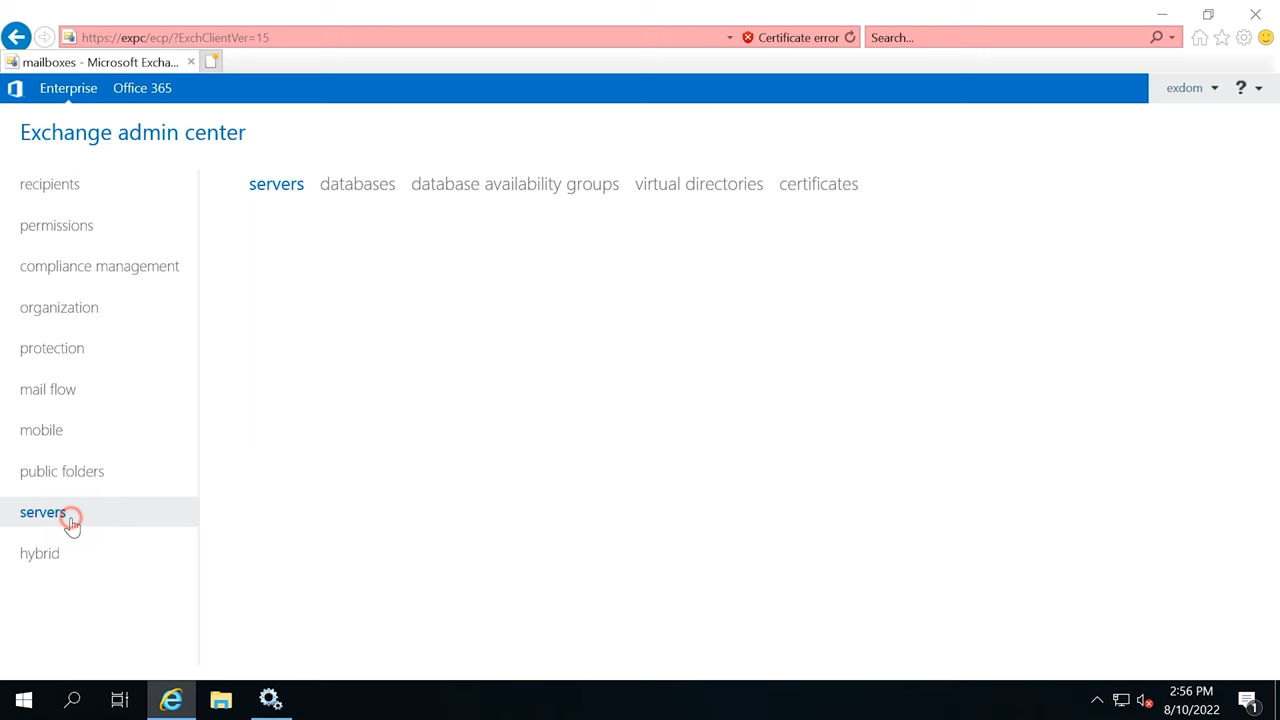 https://expc/ecp/?ExchClientVer=15
Certificate error
Search...
mailboxes - Microsoft Excha...
Enterprise
Office 365
exdom
?
Exchange admin center
recipients
permissions
compliance management
organization
protection
mail flow
mobile
public folders
servers
hybrid
servers databases database availability groups virtual directories certificates
2:56 PM
8/10/2022
1